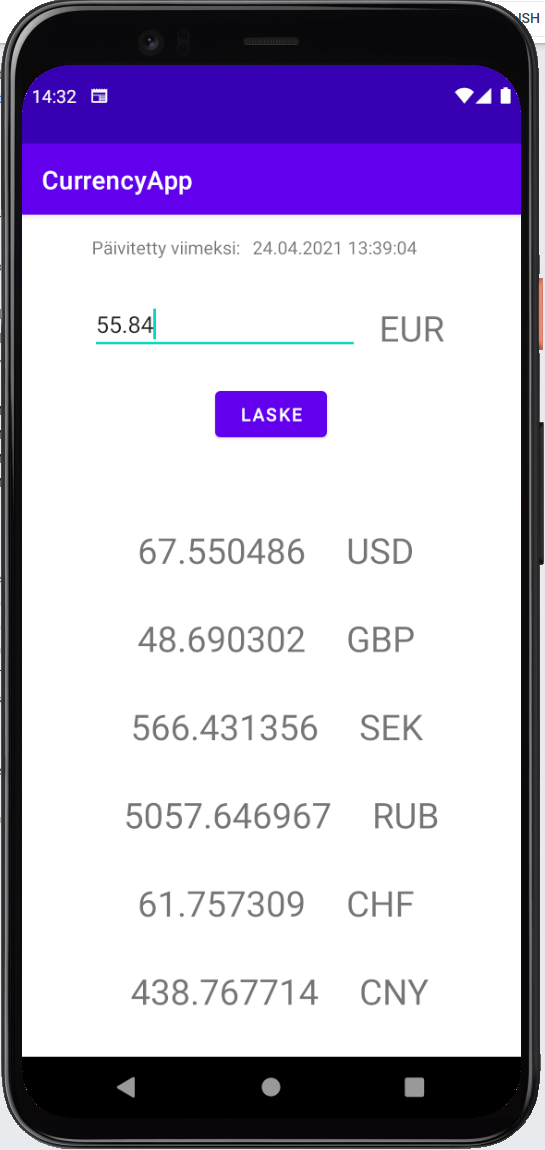 14:32
CurrencyApp
Päivitetty viimeksi: 24.04.2021 13:39:04
55.84 EUR
LASKE
67.550486 USD
48.690302 GBP
566.431356 SEK
5057.646967 RUB
61.757309 CHF
438.767714 CNY